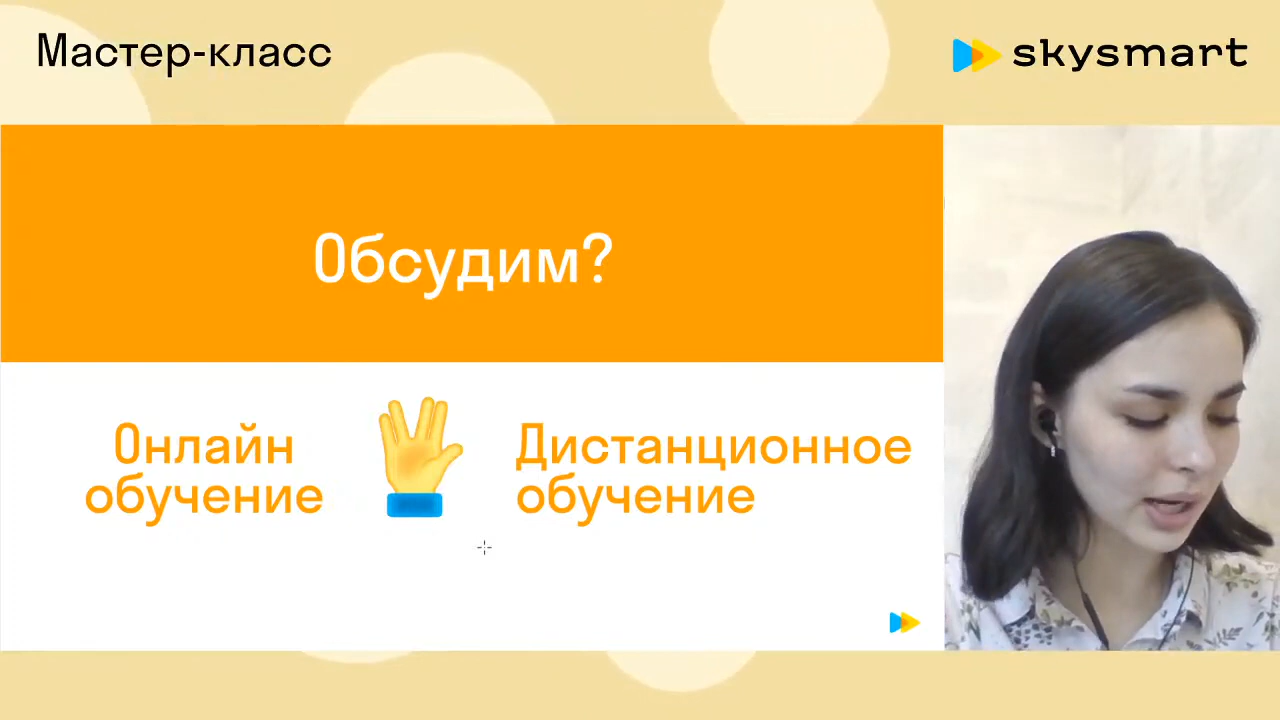 Мастер-класс
skysmart
Обсудим?
Онлайн
обучение
Дистанционное
обучение